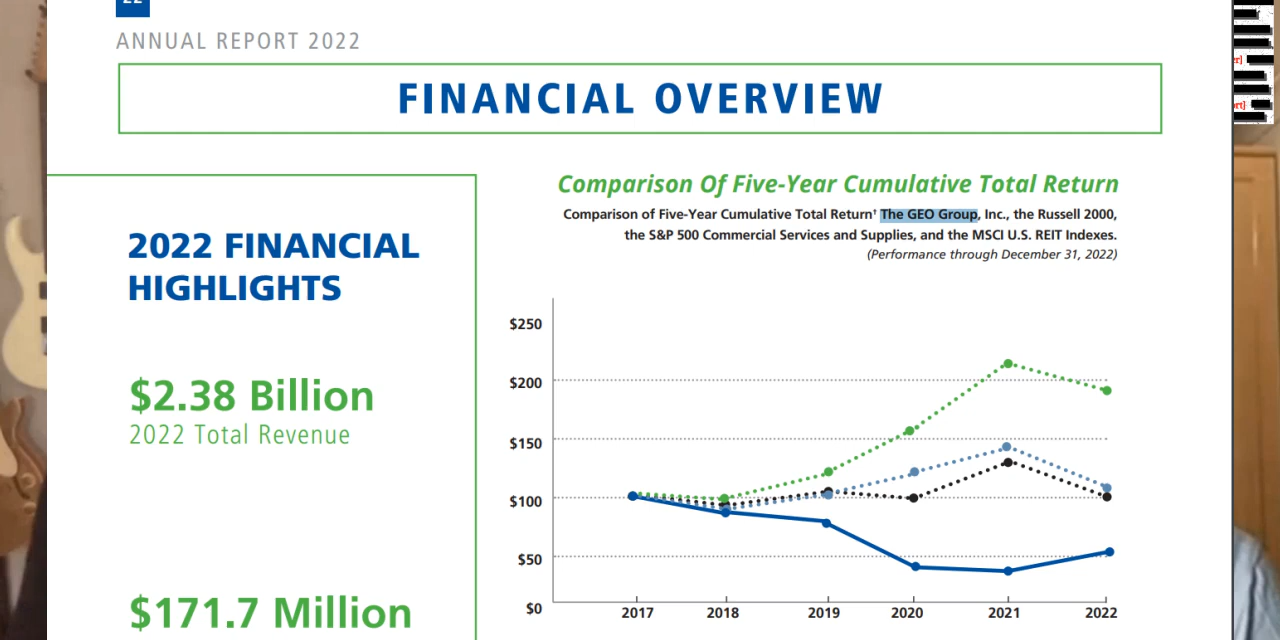 22
ANNUAL REPORT 2022
FINANCIAL OVERVIEW
2022 FINANCIAL
HIGHLIGHTS
$2.38 Billion
2022 Total Revenue
$171.7 Million
Comparison Of Five-Year Cumulative Total Return
Comparison of Five-Year Cumulative Total Return† The GEO Group, Inc., the Russell 2000,
the S&P 500 Commercial Services and Supplies, and the MSCI U.S. REIT Indexes.
(Performance through December 31, 2022)
$250
$200
$150
$100
$50
$0
2017 2018 2019 2020 2021 2022